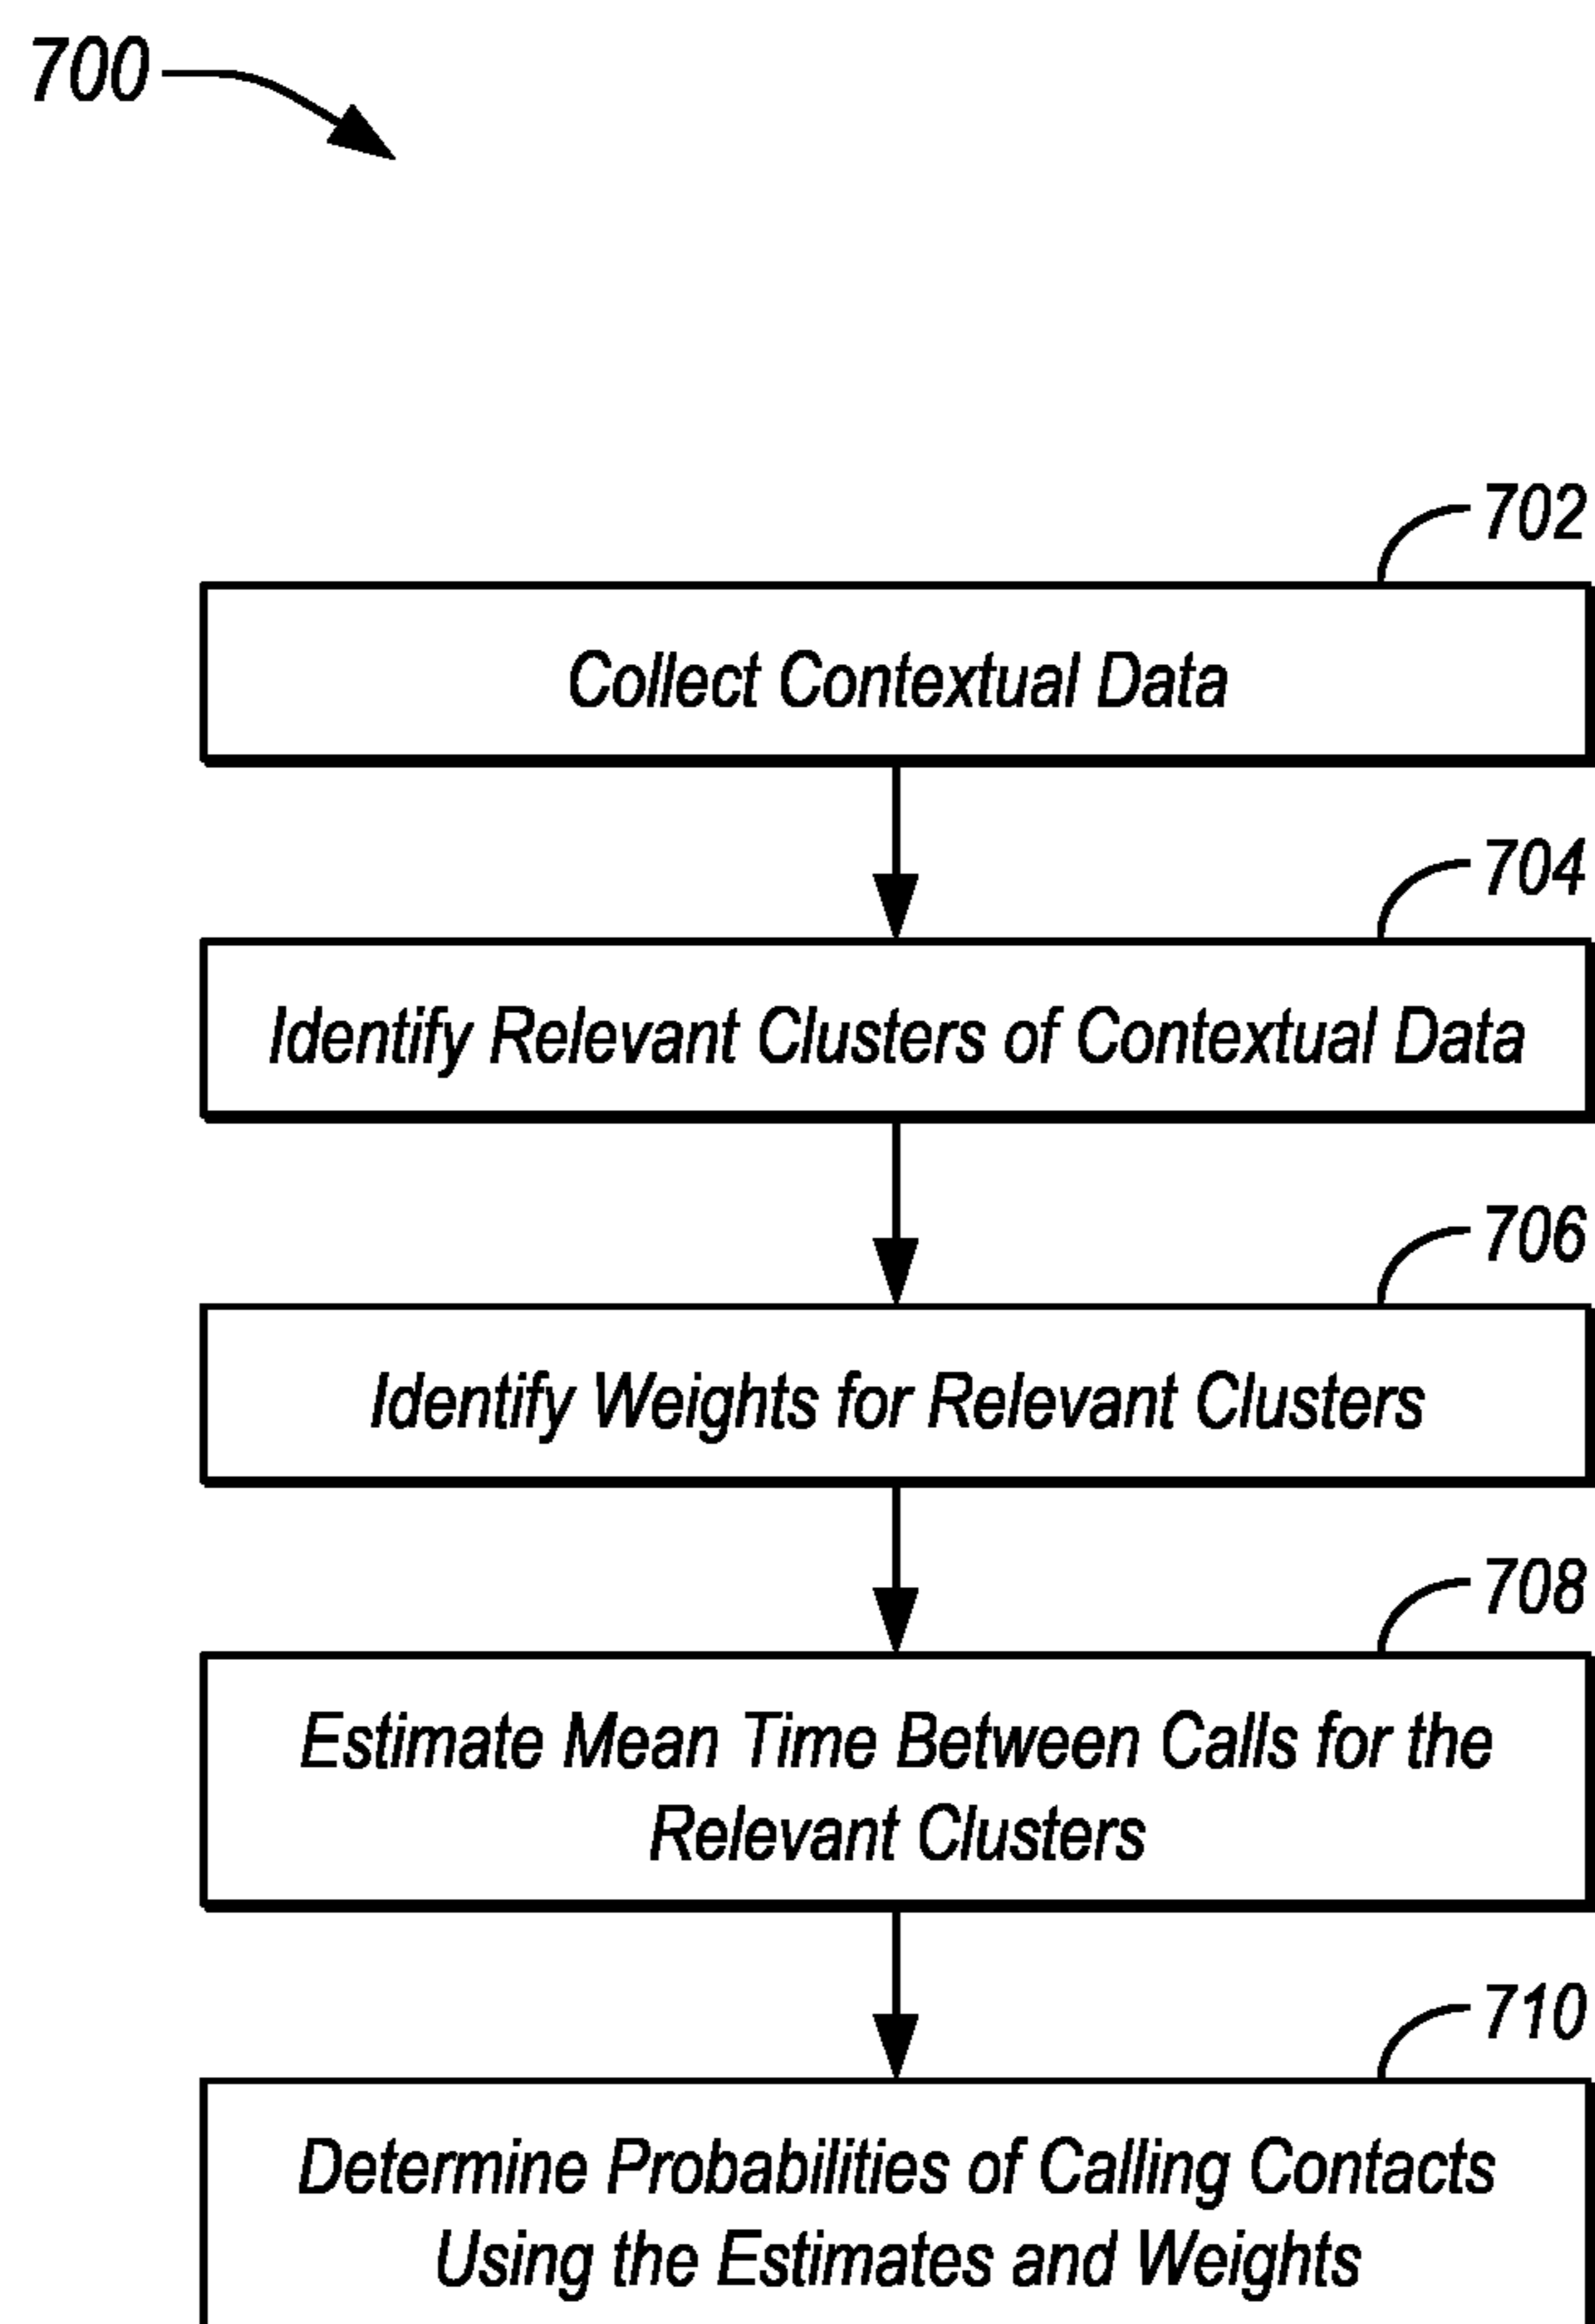 700
702
Collect Contextual Data
704
Identify Relevant Clusters of Contextual Data
706
Identify Weights for Relevant Clusters
708
Estimate Mean Time Between Calls for the
Relevant Clusters
710
Determine Probabilities of Calling Contacts
Using the Estimates and Weights